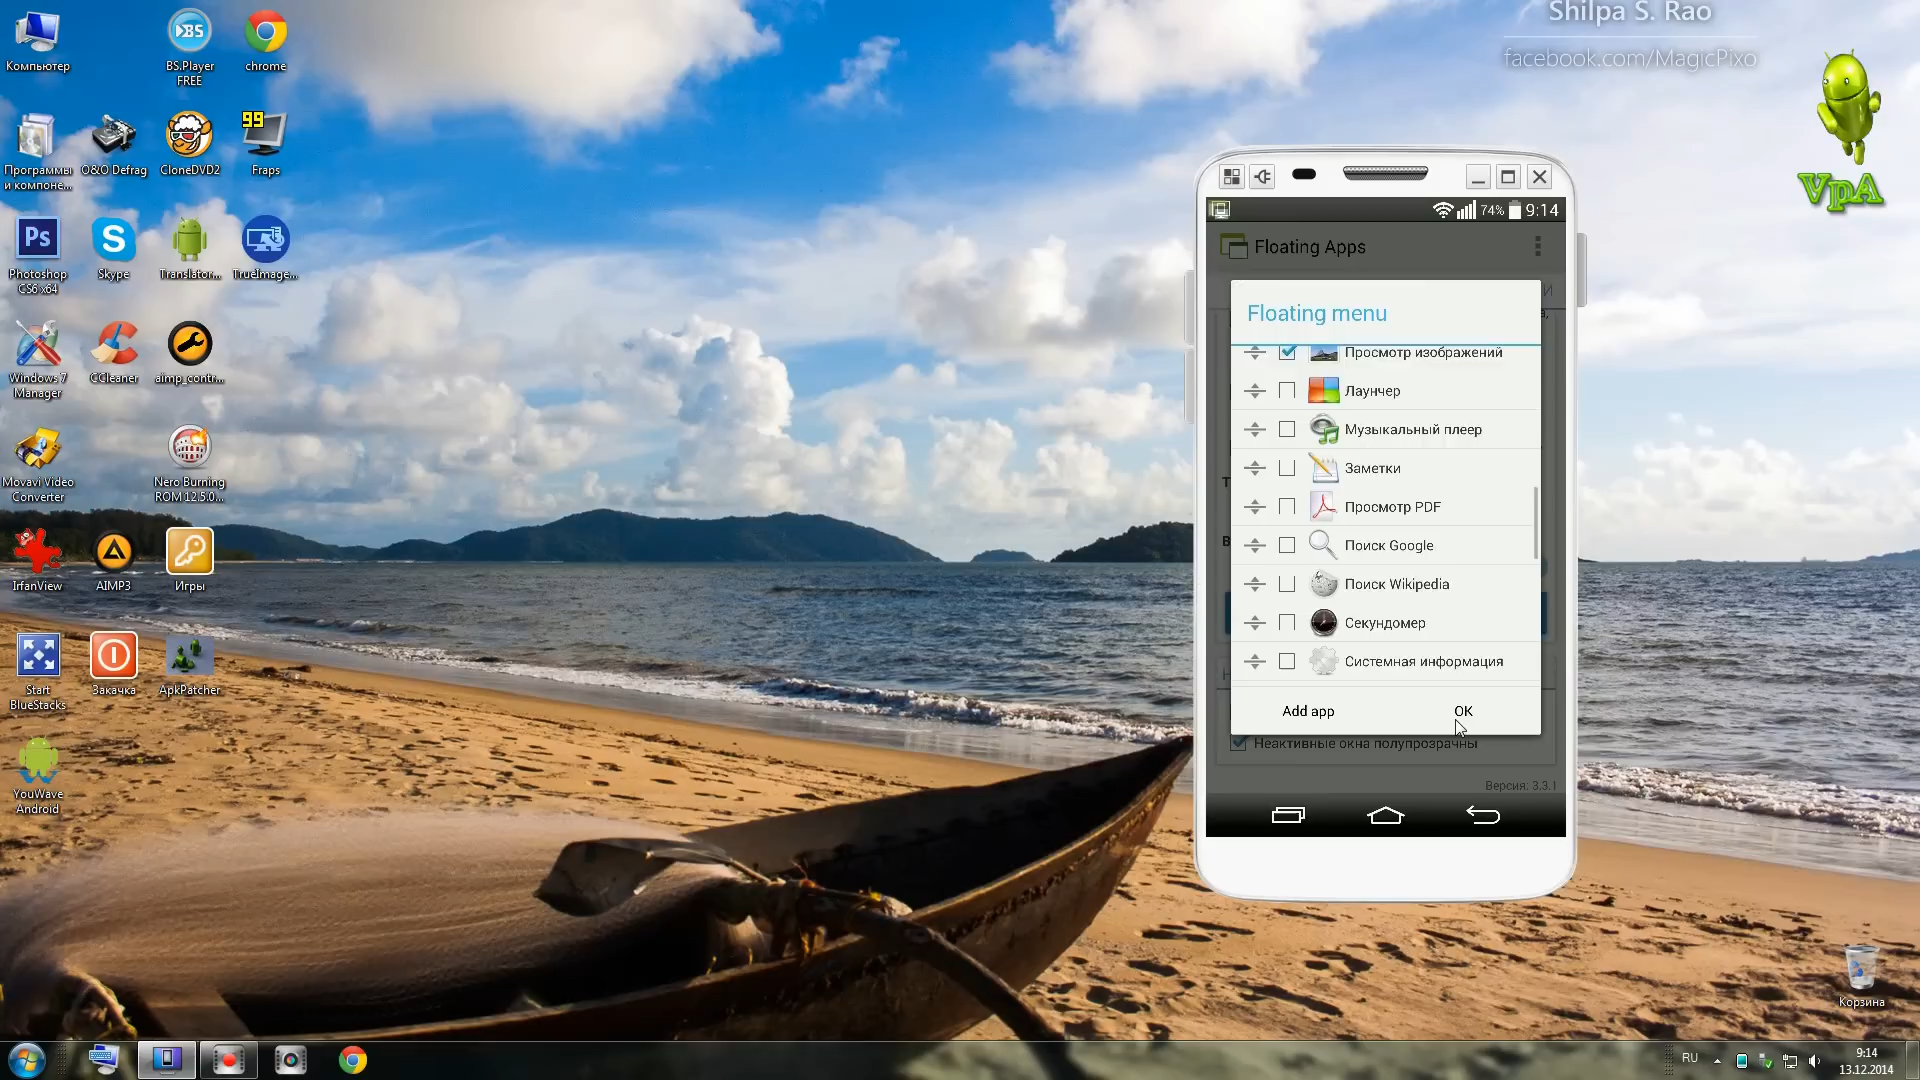 Shilpa S. Rao
facebook.com/MagicPixo
VpA
Компьютер
BS.Player
FREE
chrome
Программы
и компоне...
O&O Defrag
CloneDVD2
99
Fraps
Ps
Photoshop
CS6 x64
Skype
Translator...
TrueImage...
Windows 7
Manager
CCleaner
aimp_contr...
Movavi Video
Converter
Nero Burning
ROM 12.5.0...
IrfanView
AIMP3
Игры
Start
BlueStacks
Закачка
ApkPatcher
YouWave
Android
74% 9:14
Floating Apps
Floating menu
Просмотр изображений
Лаунчер
Музыкальный плеер
Заметки
Просмотр PDF
Поиск Google
Поиск Wikipedia
Секундомер
Системная информация
Add app
OK
Неактивные окна полупрозрачны
Версия: 3.3.1
Корзина
RU
9:14
13.12.2014